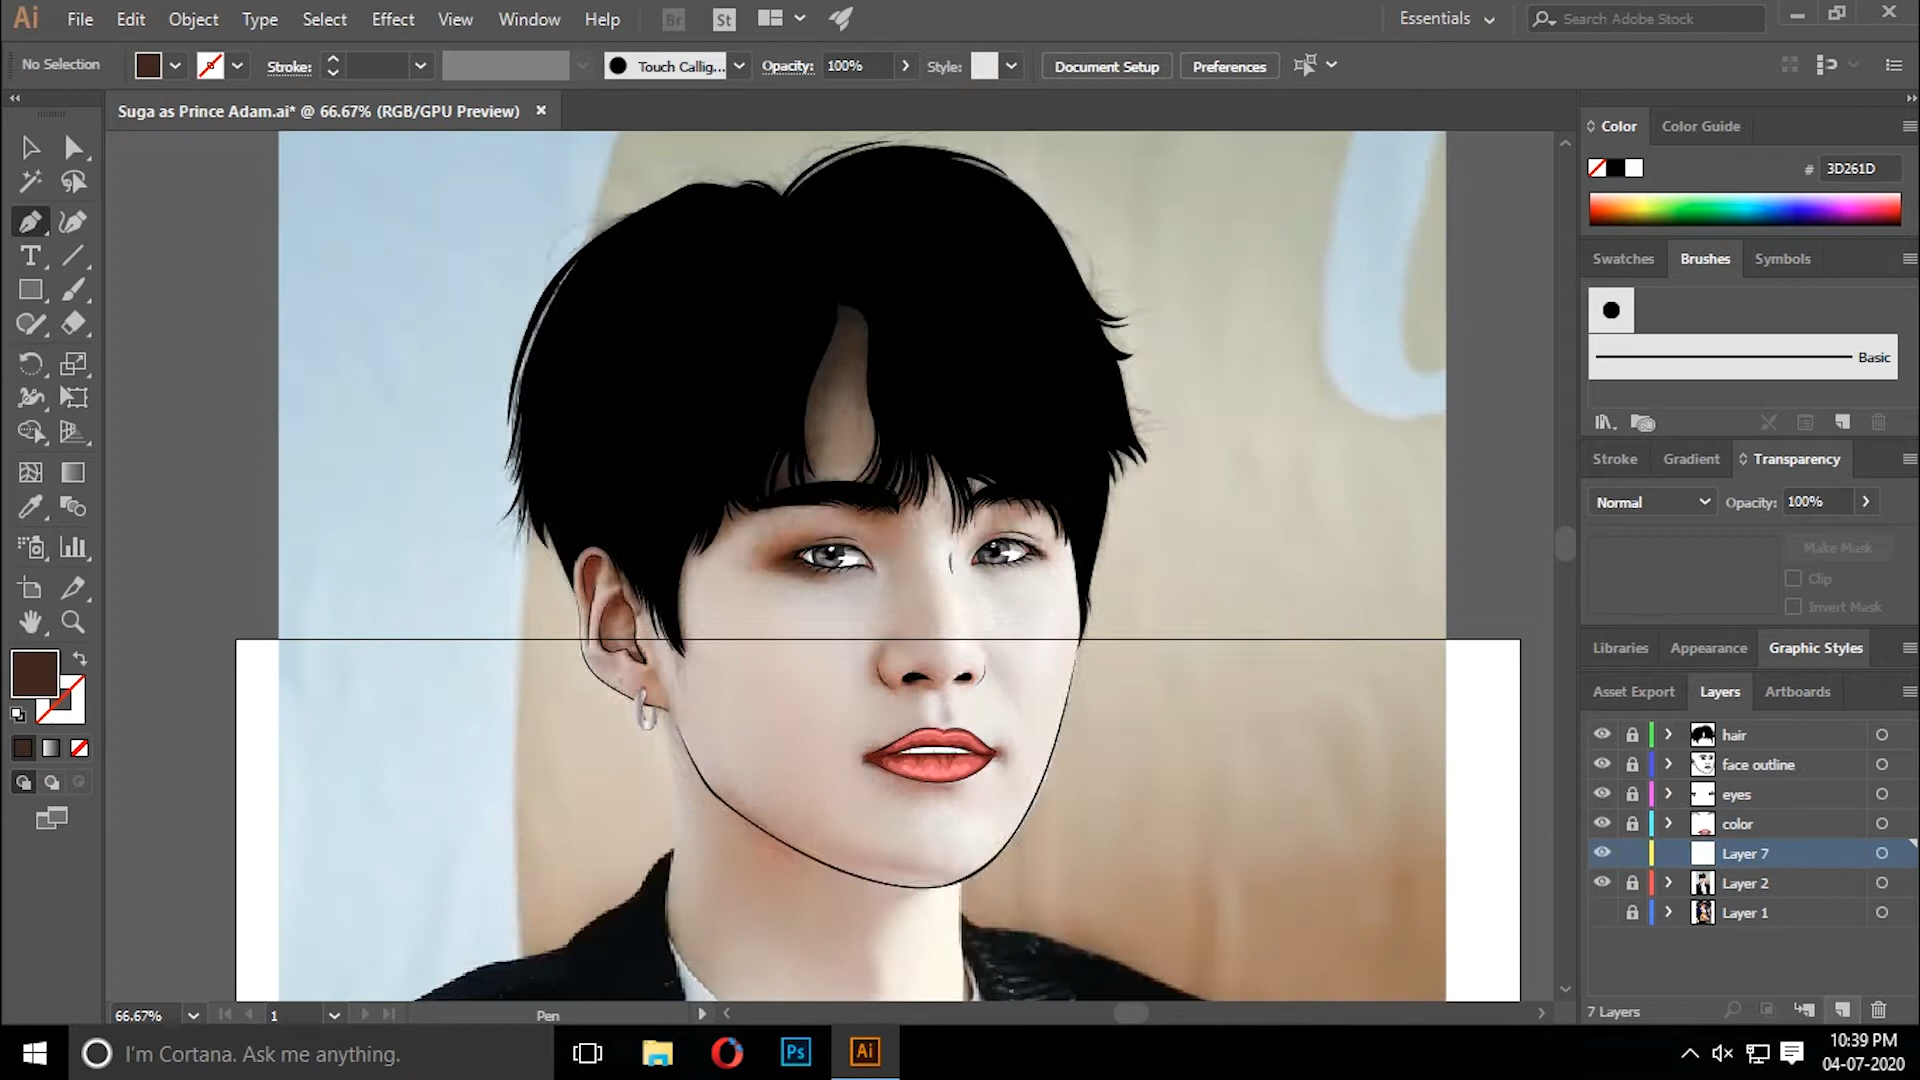 Ai File Edit Object Type Select Effect View Window Help Br St Essentials Search Adobe Stock
No Selection Stroke: Touch Callig... Opacity: 100% Style: Document Setup Preferences
Suga as Prince Adam.ai* @ 66.67% (RGB/GPU Preview)
Color Color Guide
# 3D261D
Swatches Brushes Symbols
Basic
Stroke Gradient Transparency
Normal Opacity: 100%
Make Mask
Clip
Invert Mask
Libraries Appearance Graphic Styles
Asset Export Layers Artboards
hair
face outline
eyes
color
Layer 7
Layer 2
Layer 1
66.67% 1 Pen 7 Layers
I'm Cortana. Ask me anything. Ps Ai 10:39 PM
04-07-2020